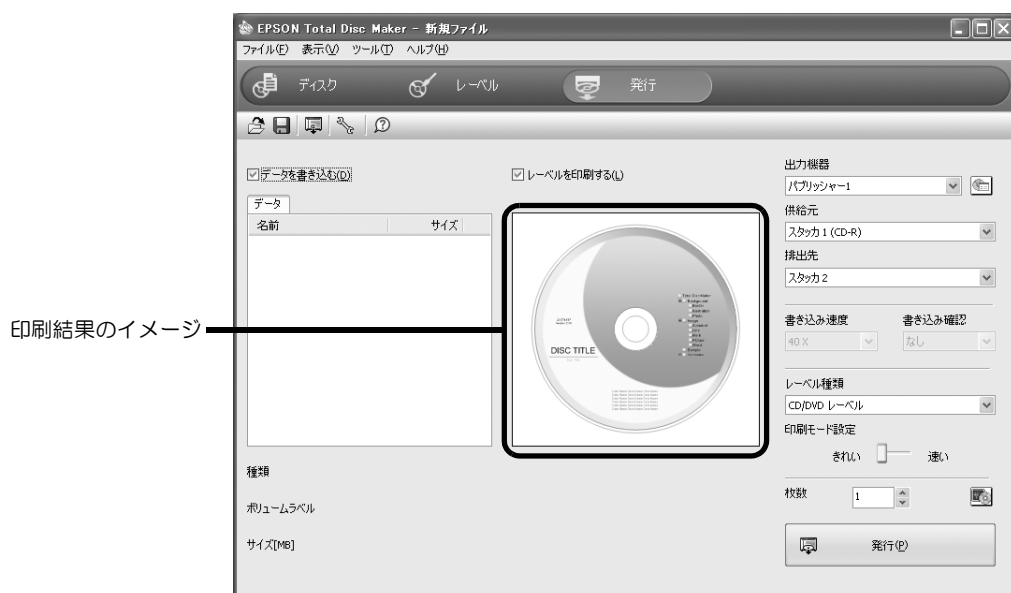 EPSON Total Disc Maker - 新規ファイル
ファイル(F) 表示(V) ツール(T) ヘルプ(H)
ディスク レーベル 発行
データを書き込む(D)
データ
名前 サイズ
レーベルを印刷する(L)
DISC TITLE
印刷結果のイメージ
種類
ボリュームラベル
サイズ[MB]
出力機器
パブリッシャー1
供給元
スタッカ 1 (CD-R)
排出先
スタッカ 2
書き込み速度 書き込み確認
40 X なし
レーベル種類
CD/DVD レーベル
印刷モード設定
きれい 速い
枚数 1
発行(P)